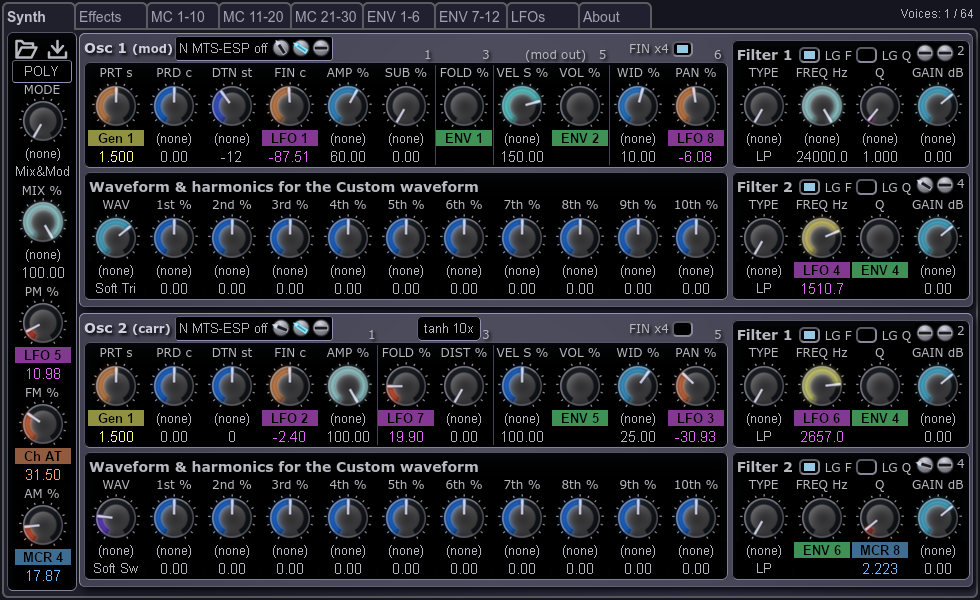 Synth Effects MC 1-10 MC 11-20 MC 21-30 ENV 1-6 ENV 7-12 LFOs About Voices: 1 / 64
POLY
MODE
(none)
Mix&Mod
MIX %
(none)
100.00
PM %
LFO 5
10.98
FM %
Ch AT
31.50
AM %
MCR 4
17.87
Osc 1 (mod) N MTS-ESP off 1 3 (mod out) 5 FIN x4 6
PRT s PRD c DTN st FIN c AMP % SUB % FOLD % VEL S % VOL % WID % PAN %
Gen 1 (none) (none) LFO 1 (none) (none) ENV 1 (none) ENV 2 (none) LFO 8
1.500 0.00 -12 -87.51 60.00 0.00 150.00 10.00 -6.08
Filter 1 LG F LG Q 2
TYPE FREQ Hz Q GAIN dB
(none) (none) (none) (none)
LP 24000.0 1.000 0.00
Waveform & harmonics for the Custom waveform
WAV 1st % 2nd % 3rd % 4th % 5th % 6th % 7th % 8th % 9th % 10th %
(none) (none) (none) (none) (none) (none) (none) (none) (none) (none) (none)
Soft Tri 0.00 0.00 0.00 0.00 0.00 0.00 0.00 0.00 0.00 0.00
Filter 2 LG F LG Q 4
TYPE FREQ Hz Q GAIN dB
(none) LFO 4 ENV 4 (none)
LP 1510.7 0.00
Osc 2 (carr) N MTS-ESP off 1 tanh 10x 3 FIN x4 5
PRT s PRD c DTN st FIN c AMP % FOLD % DIST % VEL S % VOL % WID % PAN %
Gen 1 (none) (none) LFO 2 (none) LFO 7 (none) (none) ENV 5 (none) LFO 3
1.500 0.00 0 -2.40 100.00 19.90 0.00 100.00 25.00 -30.93
Filter 1 LG F LG Q 2
TYPE FREQ Hz Q GAIN dB
(none) LFO 6 ENV 4 (none)
LP 2657.0 0.00
Waveform & harmonics for the Custom waveform
WAV 1st % 2nd % 3rd % 4th % 5th % 6th % 7th % 8th % 9th % 10th %
(none) (none) (none) (none) (none) (none) (none) (none) (none) (none) (none)
Soft Sw 0.00 0.00 0.00 0.00 0.00 0.00 0.00 0.00 0.00 0.00
Filter 2 LG F LG Q 4
TYPE FREQ Hz Q GAIN dB
(none) ENV 6 MCR 8 (none)
LP 2.223 0.00